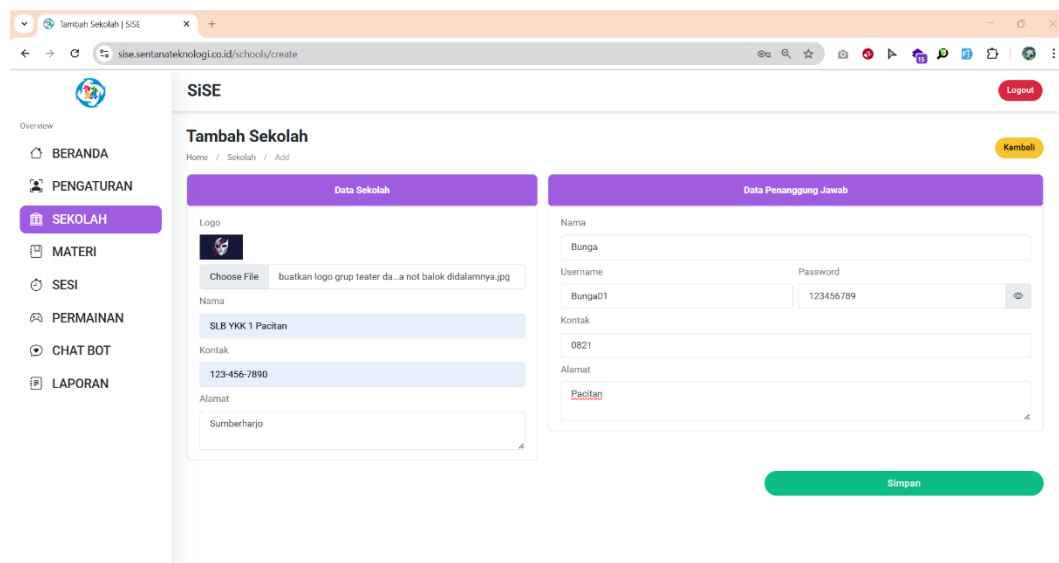 Tambah Sekolah | SiSE
sise.sentanateknologi.co.id/schools/create
15
SiSE
Logout
Overview
BERANDA
PENGATURAN
SEKOLAH
MATERI
SESI
PERMAINAN
CHAT BOT
LAPORAN
Tambah Sekolah
Home / Sekolah / Add
Kembali
Data Sekolah
Logo
Choose File buatkan logo grup teater da...a not balok didalamnya.jpg
Nama
SLB YKK 1 Pacitan
Kontak
123-456-7890
Alamat
Sumberharjo
Data Penanggung Jawab
Nama
Bunga
Username Password
Bunga01 123456789
Kontak
0821
Alamat
Pacitan
Simpan